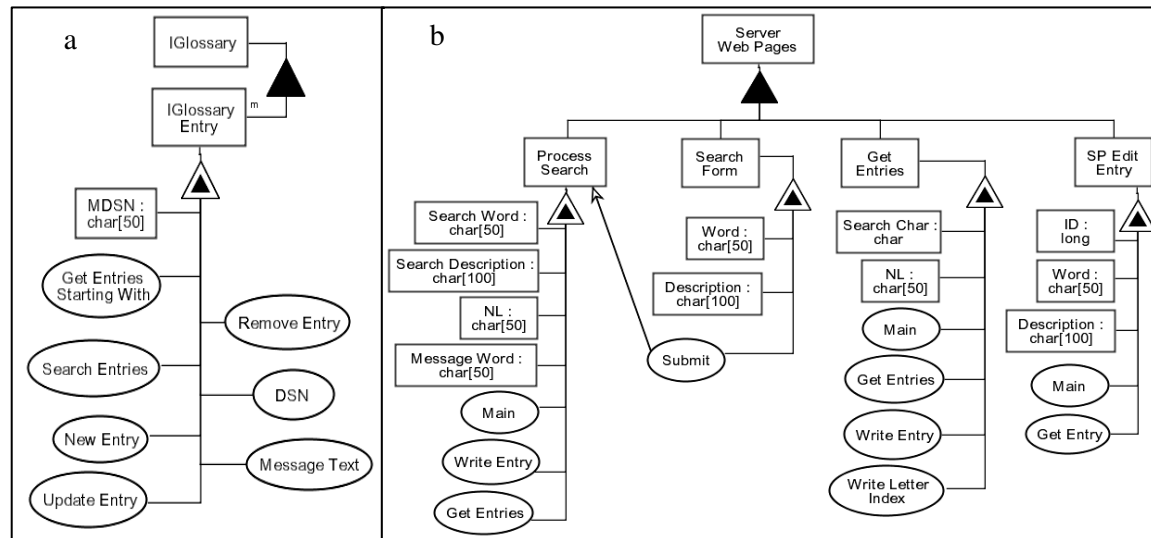 a
IGlossary
IGlossary
Entry
m
MDSN :
char[50]
Get Entries
Starting With
Remove Entry
Search Entries
DSN
New Entry
Message Text
Update Entry
b
Server
Web Pages
Process
Search
Search Word :
char[50]
Search Description :
char[100]
NL :
char[50]
Message Word :
char[50]
Main
Write Entry
Get Entries
Search
Form
Word :
char[50]
Description :
char[100]
Submit
Get
Entries
Search Char :
char
NL :
char[50]
Main
Get Entries
Write Entry
Write Letter
Index
SP Edit
Entry
ID :
long
Word :
char[50]
Description :
char[100]
Main
Get Entry